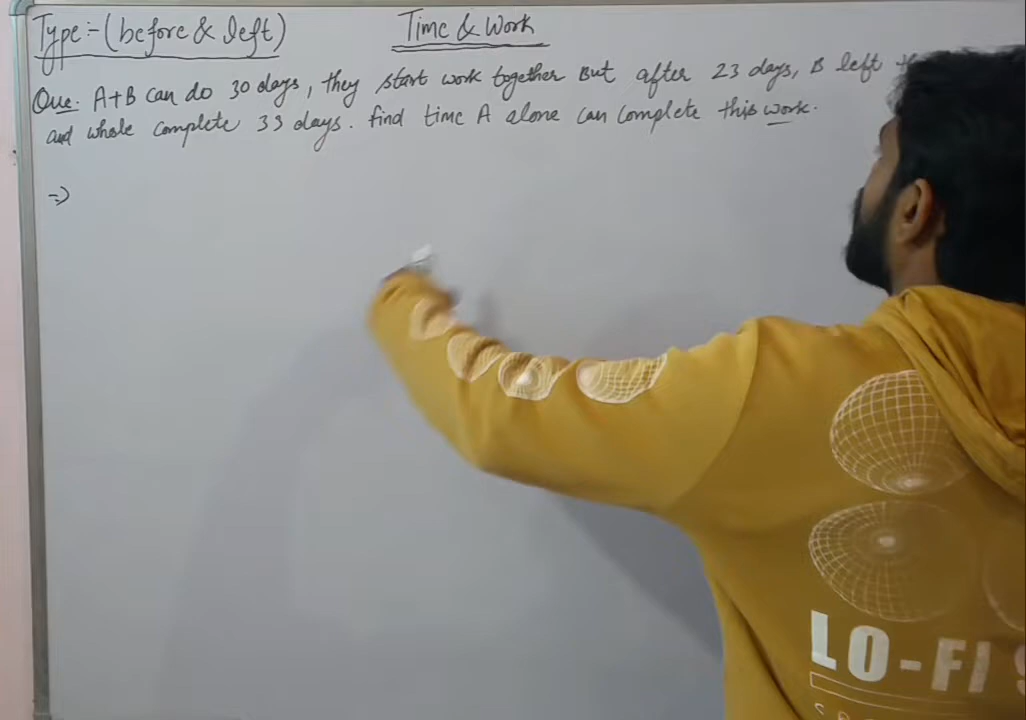 Type:- (before & left)
Time & Work
Que: A+B can do 30 days, they start work together But after 23 days, B left
and whole complete 33 days. find time A alone can complete this work.
=>
LO-FI